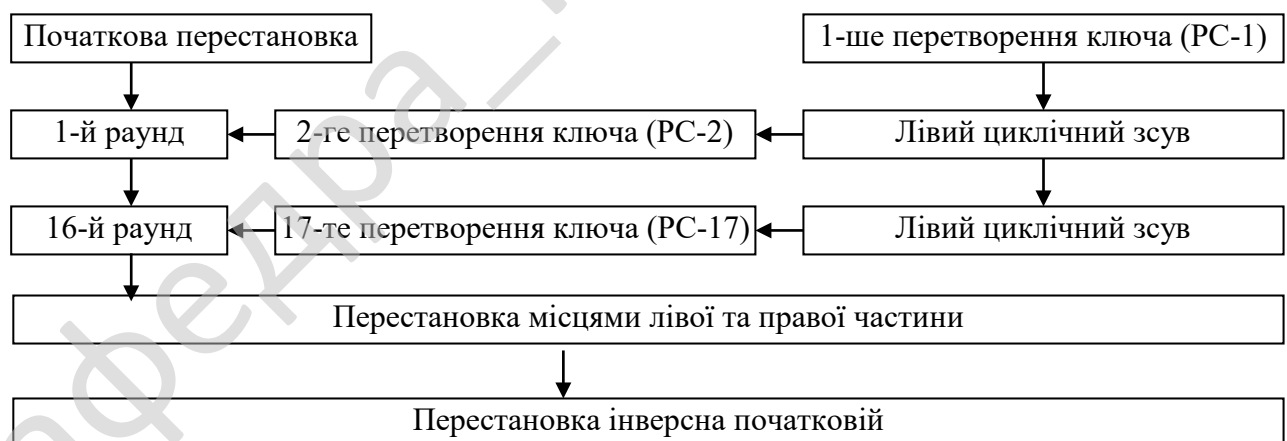 Початкова перестановка
1-ше перетворення ключа (PC-1)
1-й раунд
2-ге перетворення ключа (PC-2)
Лівий циклічний зсув
16-й раунд
17-те перетворення ключа (PC-17)
Лівий циклічний зсув
Перестановка місцями лівої та правої частини
Перестановка інверсна початковій
афедра_